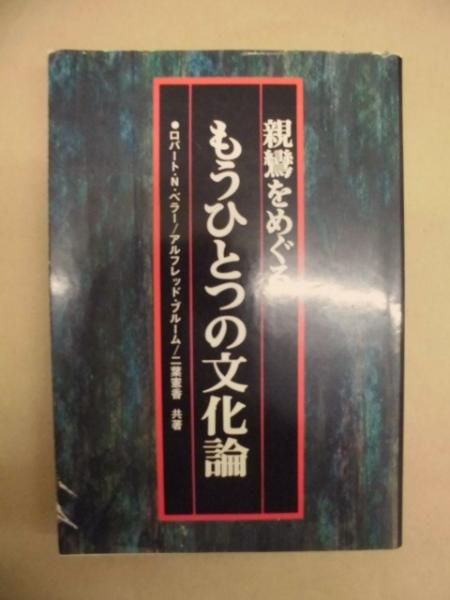 親鸞をめぐる
もうひとつの文化論
●ロバート・N・ベラー/アルフレッド・ブルーム/二葉憲香 共著